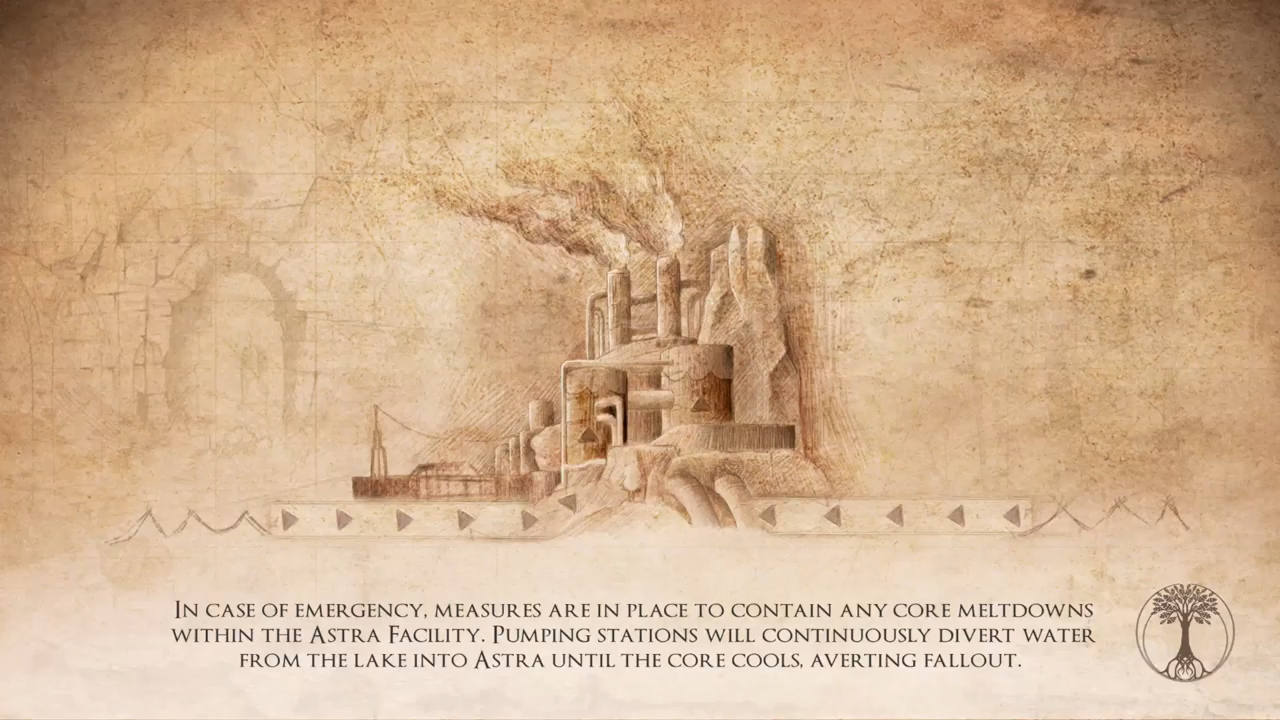 In case of emergency, measures are in place to contain any core meltdowns
within the Astra Facility. Pumping stations will continuously divert water
from the lake into Astra until the core cools, averting fallout.